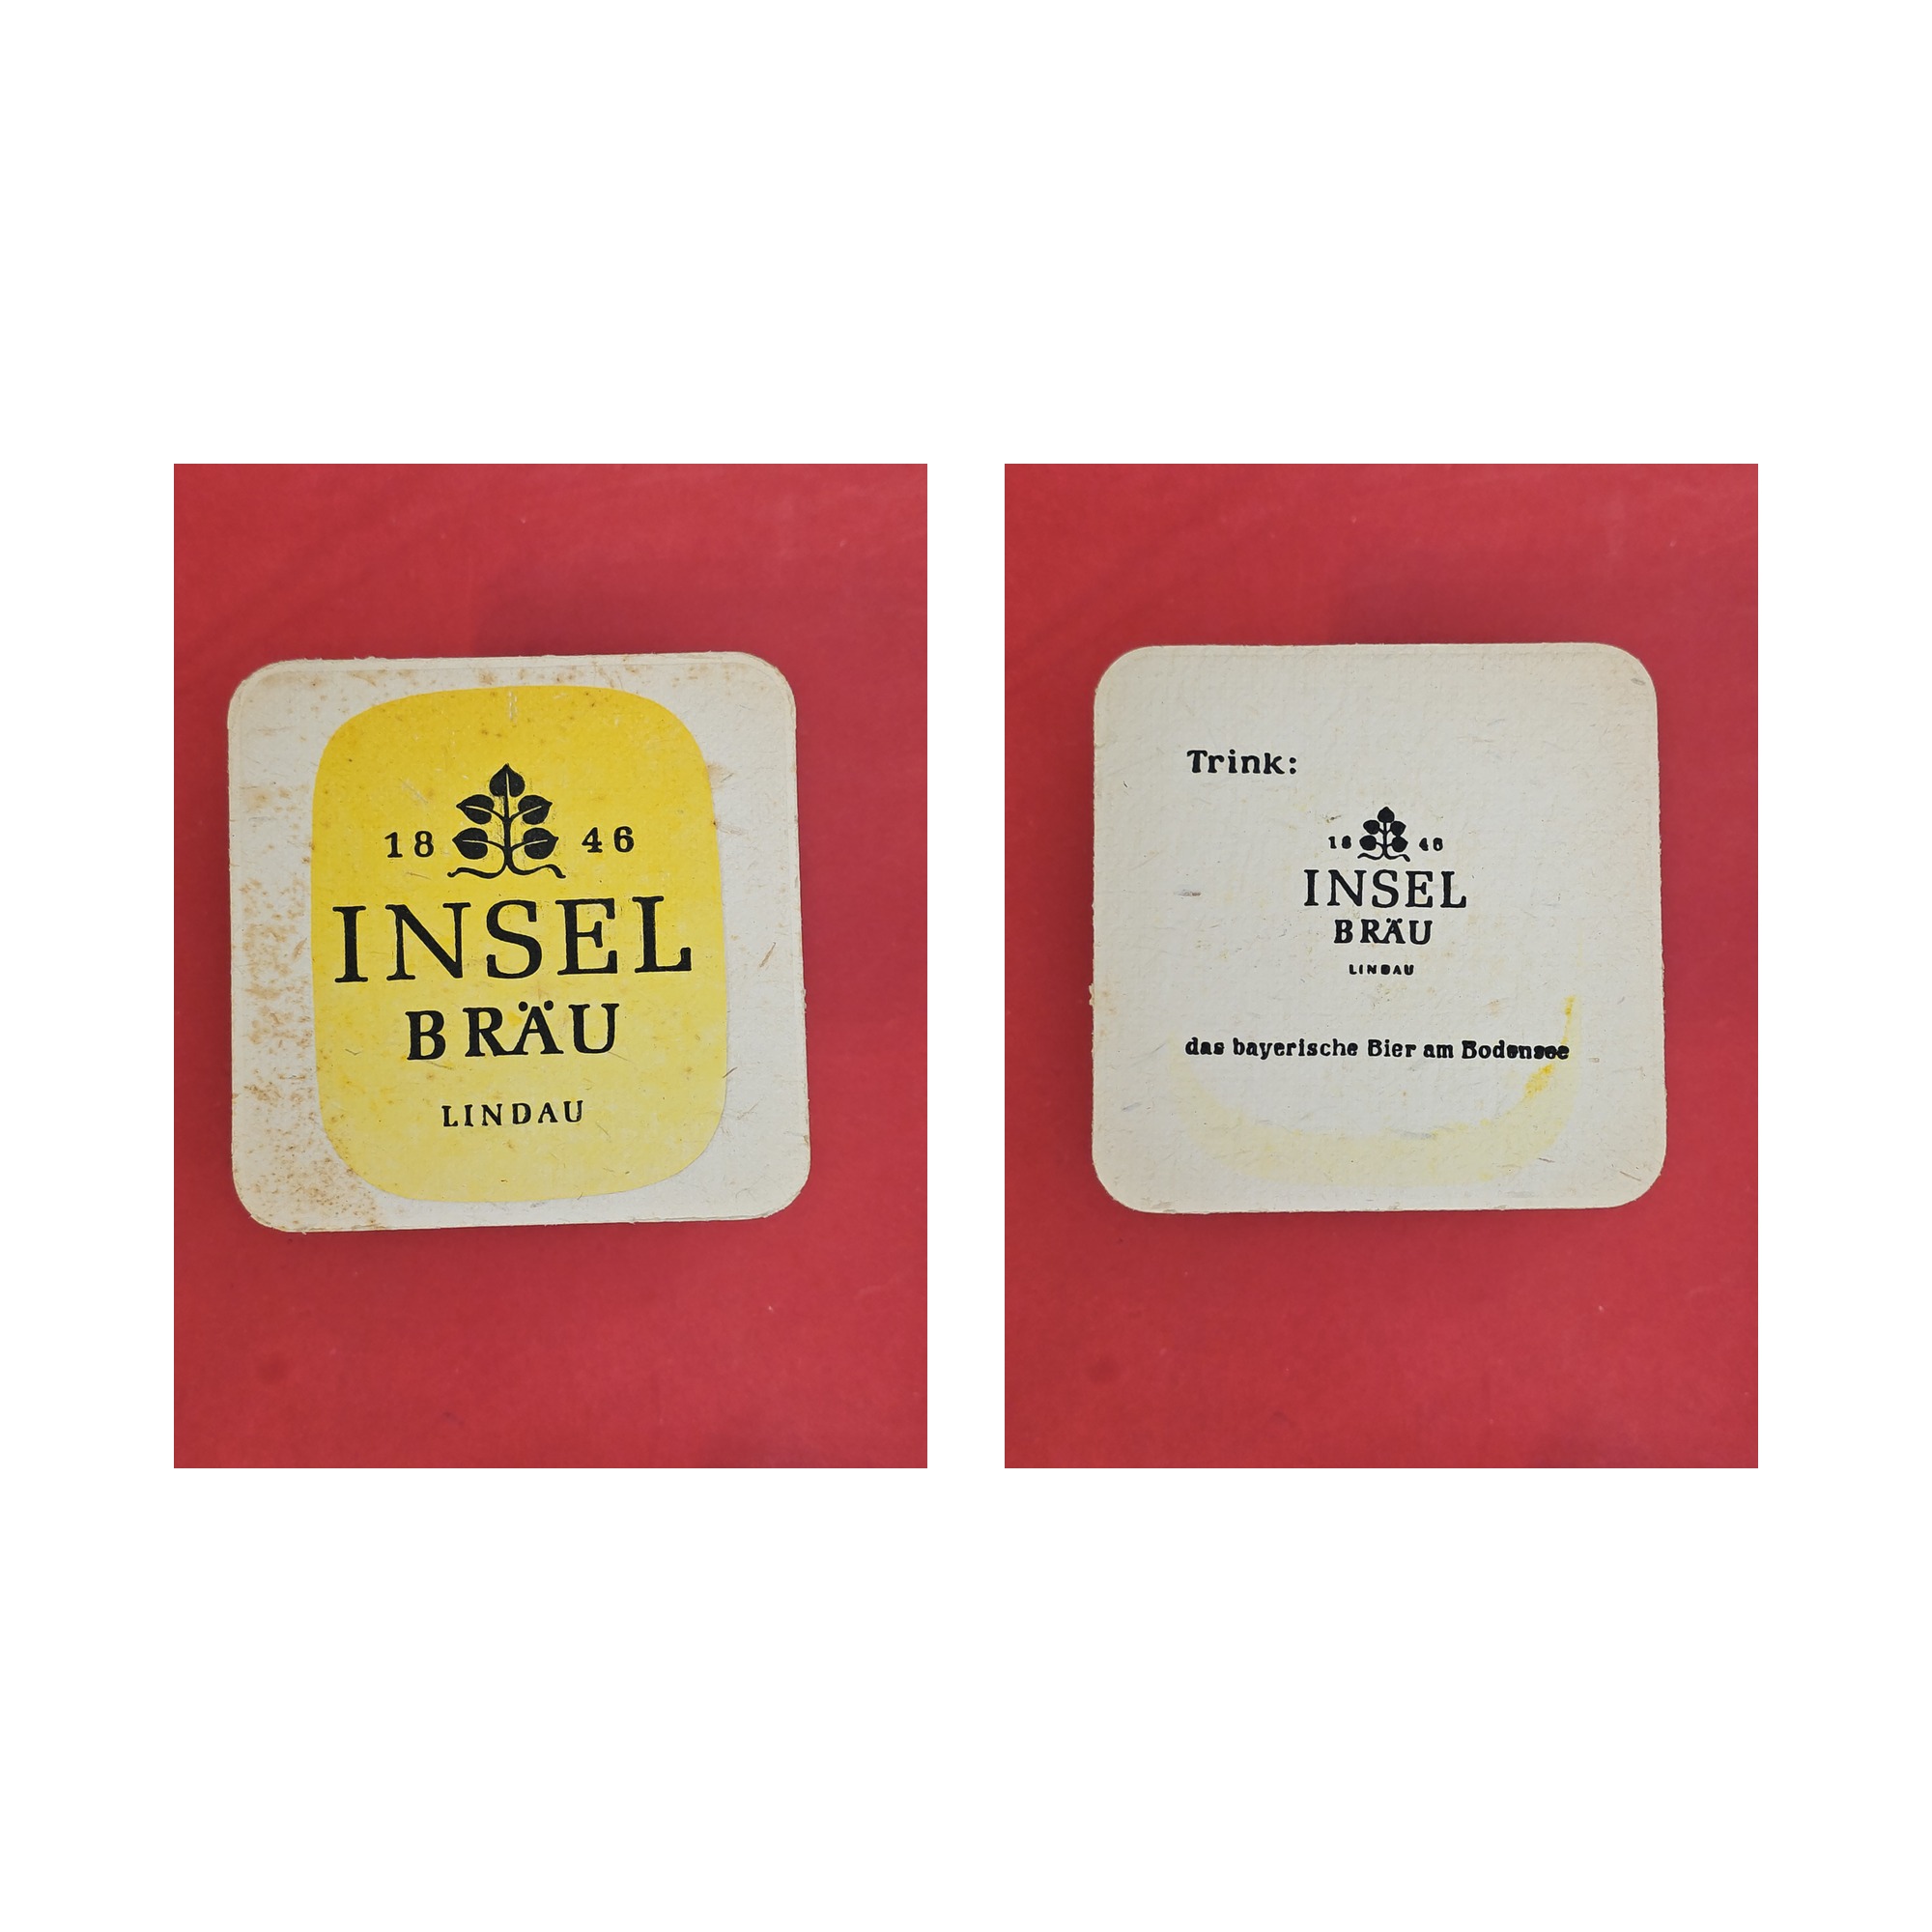 18 46
INSEL
BRÄU
LINDAU
Trink:
18 46
INSEL
BRÄU
LINDAU
das bayerische Bier am Bodensee